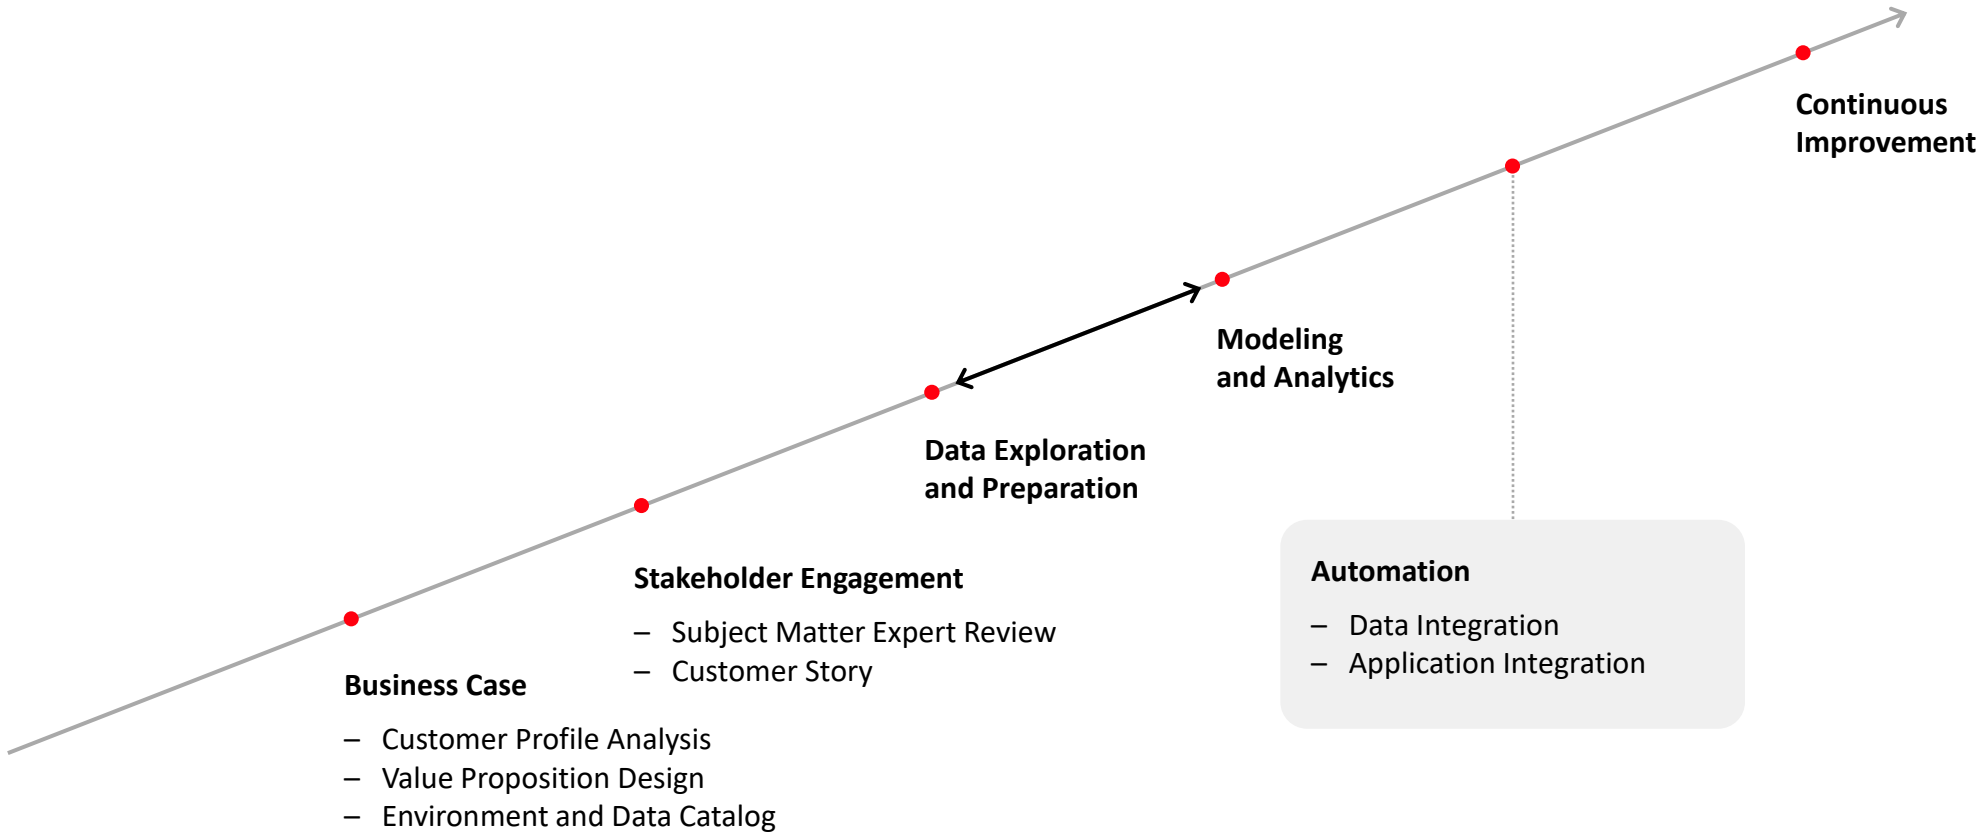 Continuous
Improvement
Modeling
and Analytics
Data Exploration
and Preparation
Stakeholder Engagement
– Subject Matter Expert Review
– Customer Story
Automation
– Data Integration
– Application Integration
Business Case
– Customer Profile Analysis
– Value Proposition Design
– Environment and Data Catalog